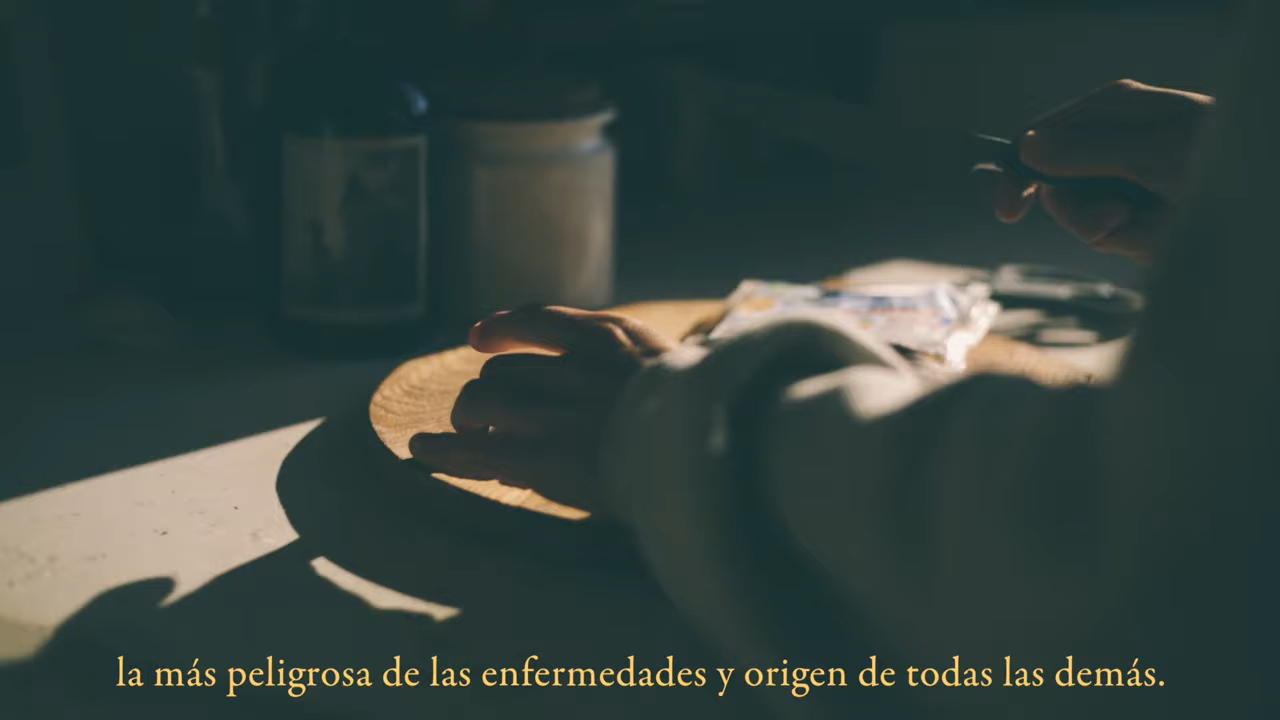 la más peligrosa de las enfermedades y origen de todas las demás.